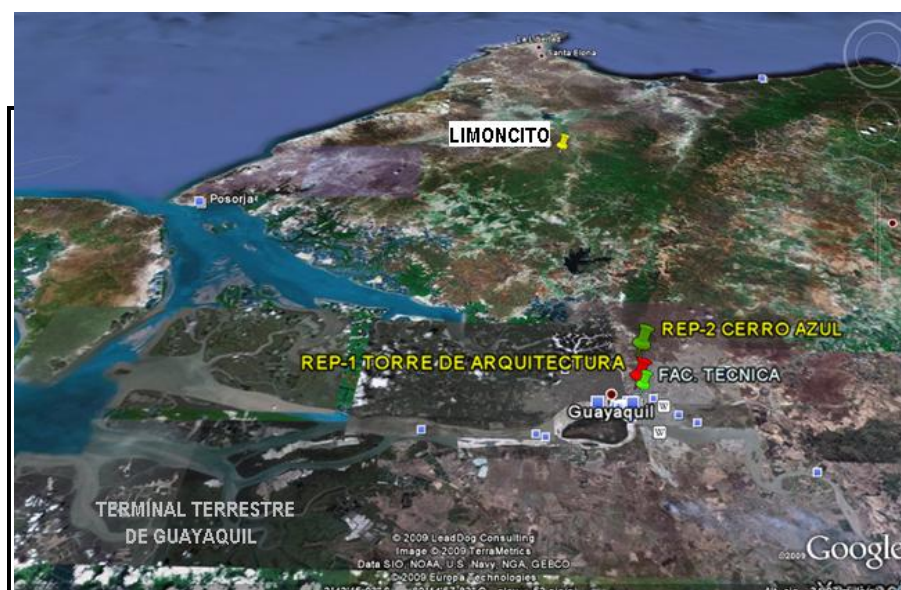 La Libertad
Santa Elena
LIMONCITO
Posorja
REP-2 CERRO AZUL
REP-1 TORRE DE ARQUITECTURA
FAC. TECNICA
Guayaquil
W
W
TERMINAL TERRESTRE
DE GUAYAQUIL
© 2009 LeadDog Consulting
Image © 2009 TerraMetrics
Data SIO, NOAA, U.S. Navy, NGA, GEBCO
© 2009 Europa Technologies
©2009 Google